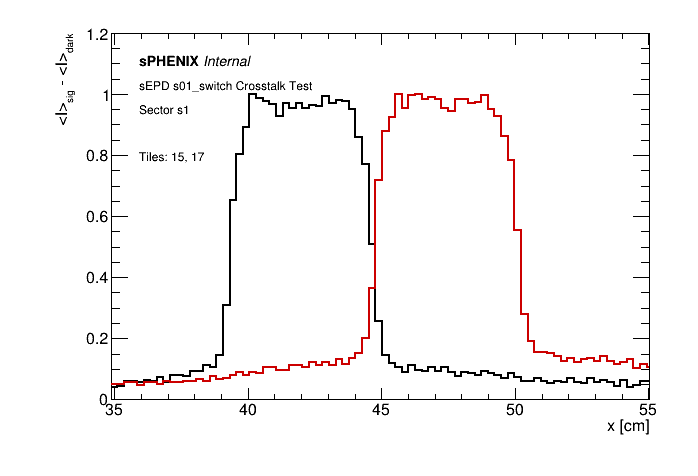 <I>sig - <I>dark
1.2
1
0.8
0.6
0.4
0.2
0
sPHENIX Internal
sEPD s01_switch Crosstalk Test
Sector s1
Tiles: 15, 17
35 40 45 50 55
x [cm]